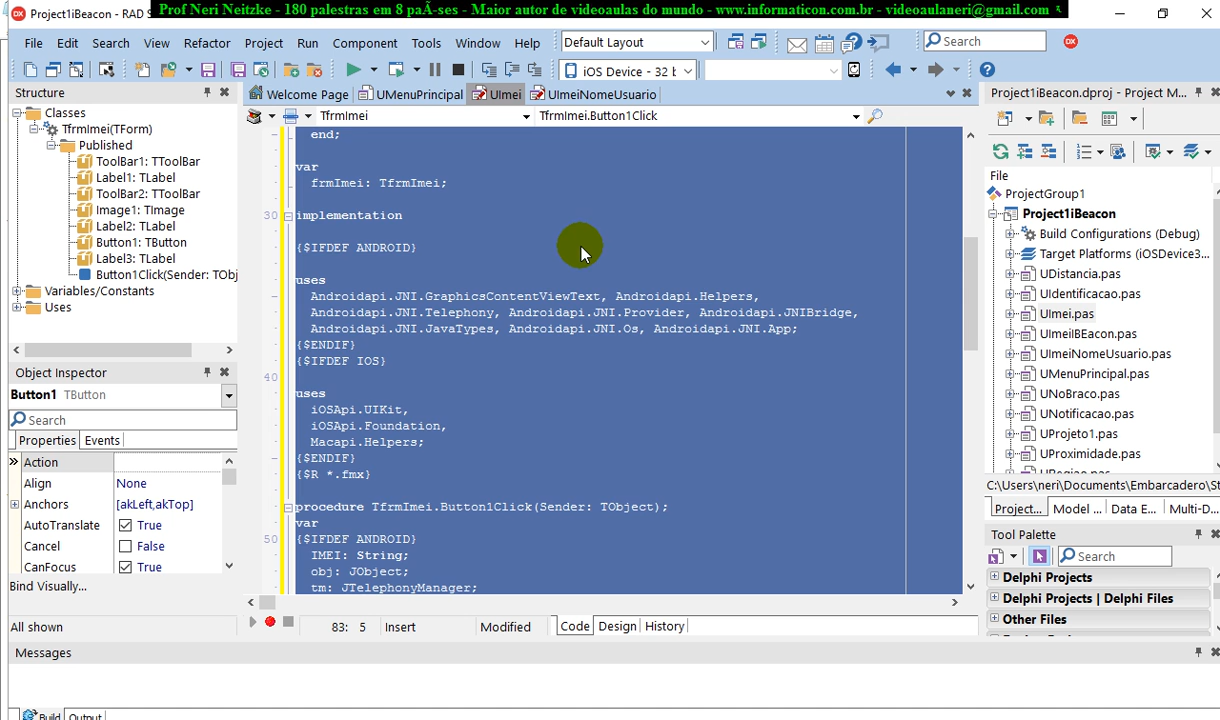 Project1iBeacon - RAD S
Prof Neri Neitzke - 180 palestras em 8 paÃ-ses - Maior autor de videoaulas do mundo - www.informaticon.com.br - videoaulaneri@gmail.com
File Edit Search View Refactor Project Run Component Tools Window Help
Default Layout
Search
iOS Device - 32 b
Structure
Welcome Page UMenuPrincipal UImei UImeiNomeUsuario
Project1iBeacon.dproj - Project M...
TfrmImei
TfrmImei.Button1Click
Classes
TfrmImei(TForm)
Published
ToolBar1: TToolBar
Label1: TLabel
ToolBar2: TToolBar
Image1: TImage
Label2: TLabel
Button1: TButton
Label3: TLabel
Button1Click(Sender: TObj
Variables/Constants
Uses
Object Inspector
Button1 TButton
Search
Properties Events
Action
Align None
Anchors [akLeft,akTop]
AutoTranslate True
Cancel False
CanFocus True
Bind Visually...
All shown
end;
var
frmImei: TfrmImei;
30 implementation
{$IFDEF ANDROID}
uses
Androidapi.JNI.GraphicsContentViewText, Androidapi.Helpers,
Androidapi.JNI.Telephony, Androidapi.JNI.Provider, Androidapi.JNIBridge,
Androidapi.JNI.JavaTypes, Androidapi.JNI.Os, Androidapi.JNI.App;
{$ENDIF}
{$IFDEF IOS}
40
uses
iOSApi.UIKit,
iOSApi.Foundation,
Macapi.Helpers;
{$ENDIF}
{$R *.fmx}
procedure TfrmImei.Button1Click(Sender: TObject);
var
50 {$IFDEF ANDROID}
IMEI: String;
obj: JObject;
tm: JTelephonyManager;
83: 5 Insert Modified Code Design History
File
ProjectGroup1
Project1iBeacon
Build Configurations (Debug)
Target Platforms (iOSDevice3...
UDistancia.pas
UIdentificacao.pas
UImei.pas
UImeiIBEacon.pas
UImeiNomeUsuario.pas
UMenuPrincipal.pas
UNoBraco.pas
UNotificacao.pas
UProjeto1.pas
UProximidade.pas
URegiao.pas
C:\Users\neri\Documents\Embarcadero\St
Project... Model ... Data E... Multi-D...
Tool Palette
Search
Delphi Projects
Delphi Projects | Delphi Files
Other Files
Messages
Build Output